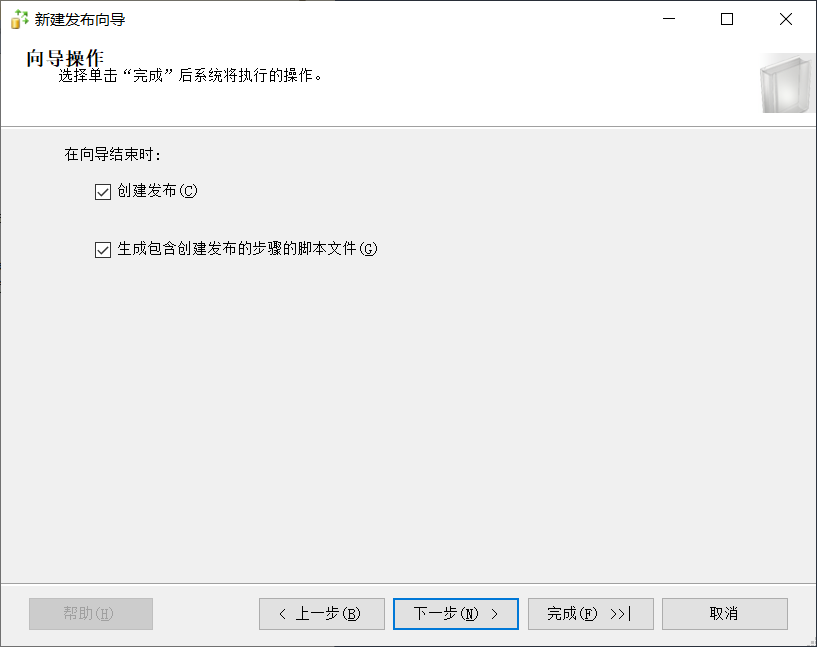 新建发布向导
向导操作
选择单击“完成”后系统将执行的操作。
在向导结束时：
创建发布(C)
生成包含创建发布的步骤的脚本文件(G)
帮助(H)
< 上一步(B)
下一步(N) >
完成(F) >>|
取消